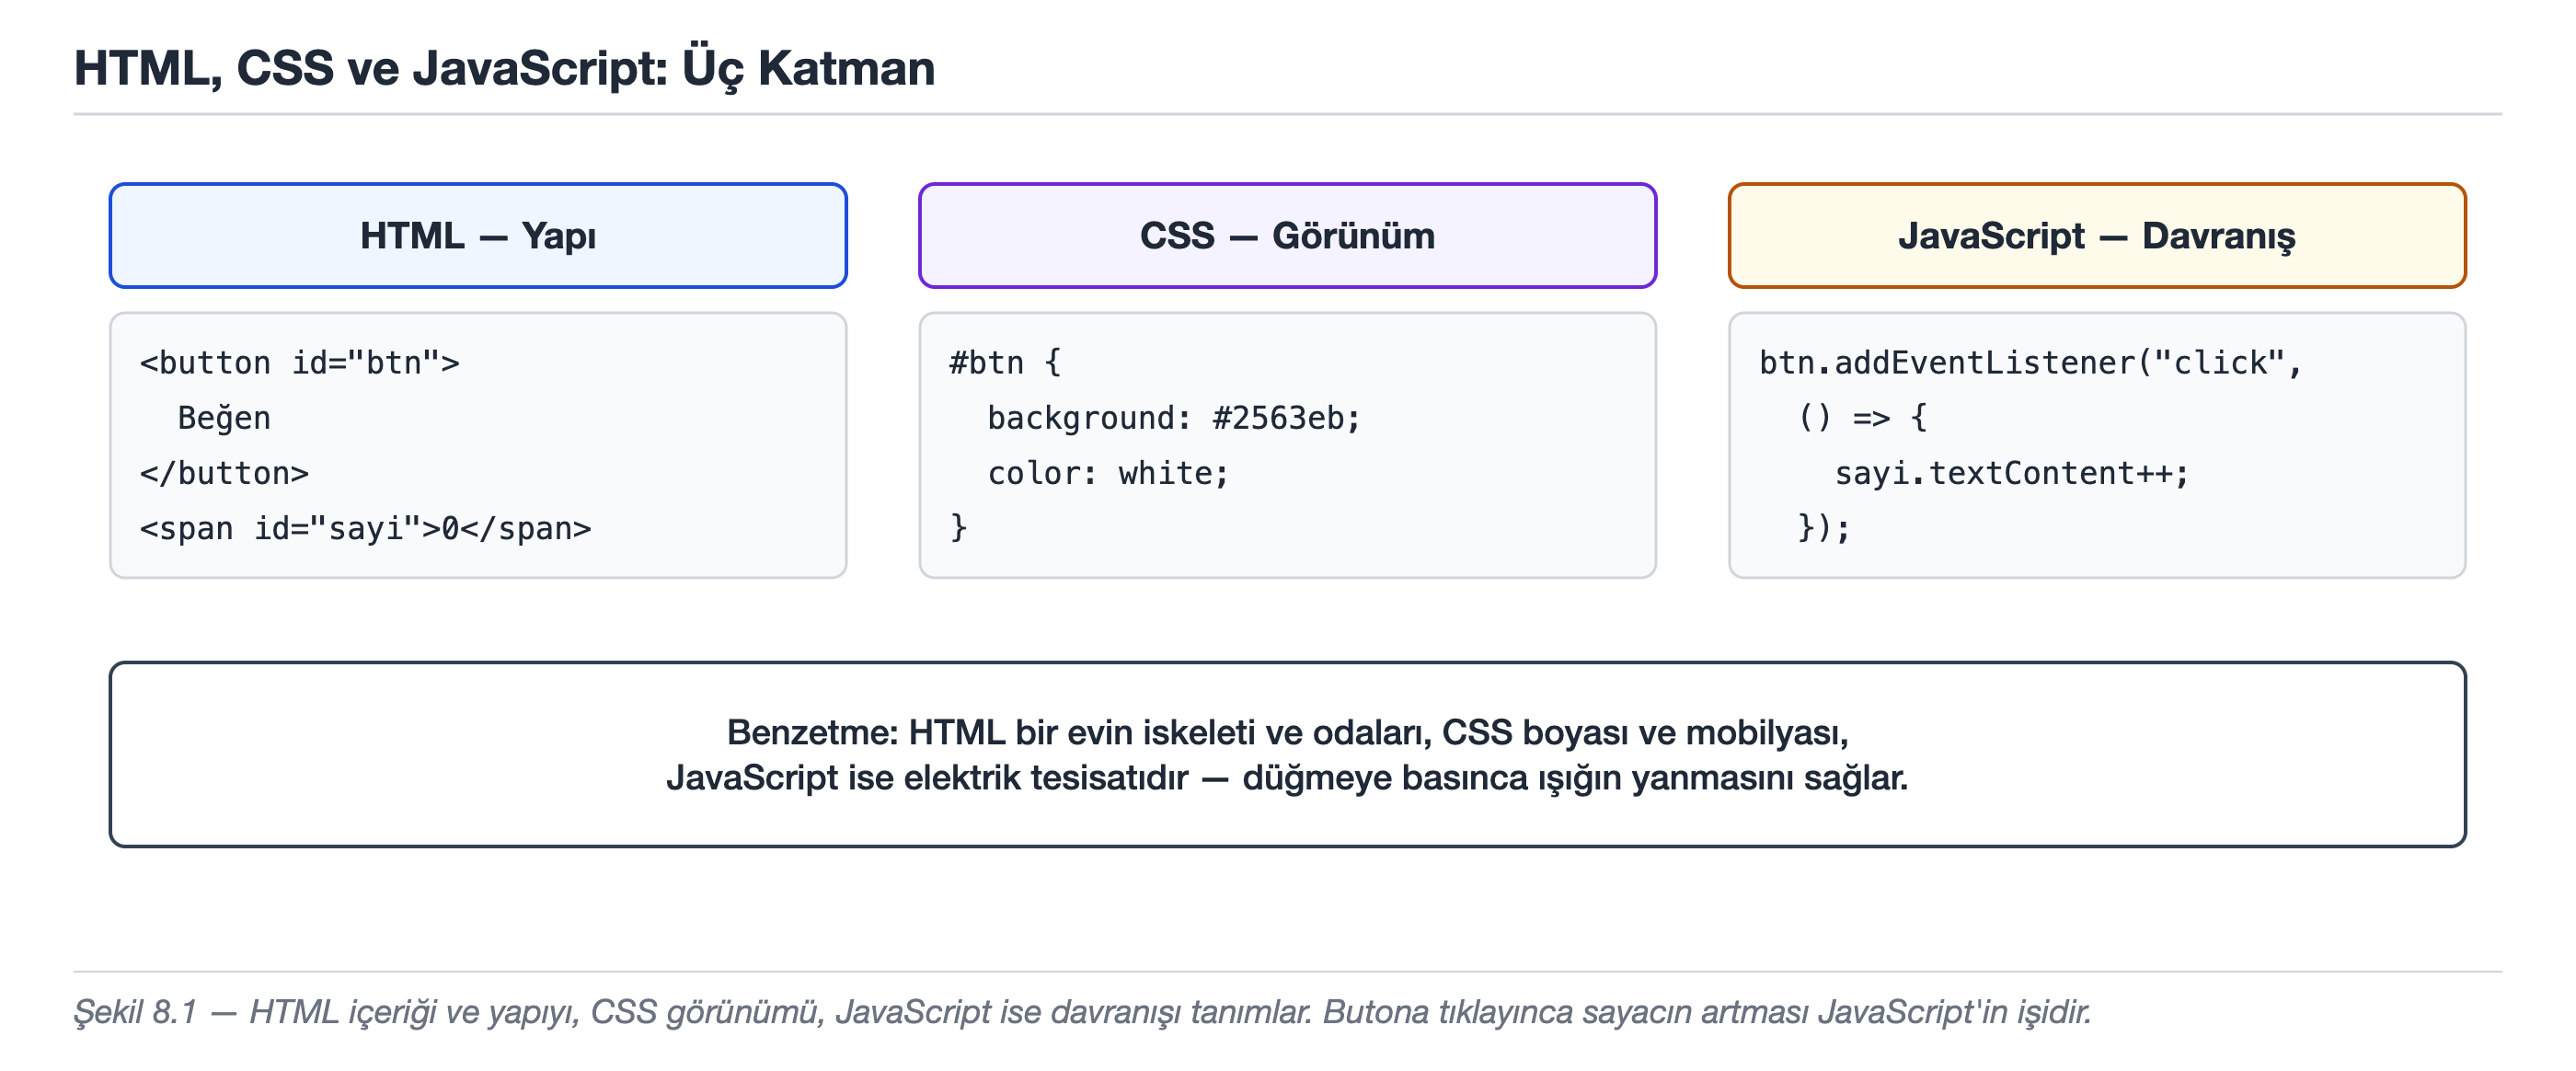 HTML, CSS ve JavaScript: Üç Katman
HTML — Yapı
<button id="btn">
  Beğen
</button>
<span id="sayi">0</span>
CSS — Görünüm
#btn {
  background: #2563eb;
  color: white;
}
JavaScript — Davranış
btn.addEventListener("click",
  () => {
    sayi.textContent++;
  });
Benzetme: HTML bir evin iskeleti ve odaları, CSS boyası ve mobilyası,
JavaScript ise elektrik tesisatıdır — düğmeye basınca ışığın yanmasını sağlar.
Şekil 8.1 — HTML içeriği ve yapıyı, CSS görünümü, JavaScript ise davranışı tanımlar. Butona tıklayınca sayacın artması JavaScript'in işidir.